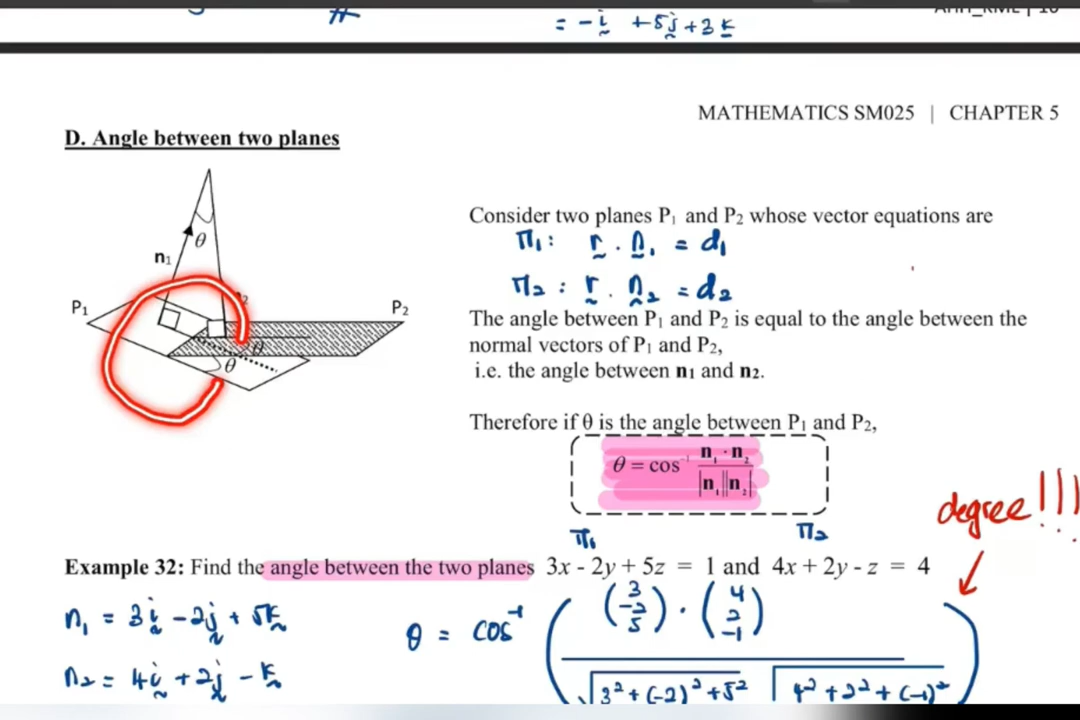 = -i + 5j + 3k
MATHEMATICS SM025 | CHAPTER 5
D. Angle between two planes
θ
n₁
P₁
P₂
θ
θ
Consider two planes P₁ and P₂ whose vector equations are
π₁: r · n₁ = d₁
π₂: r · n₂ = d₂
The angle between P₁ and P₂ is equal to the angle between the
normal vectors of P₁ and P₂,
i.e. the angle between n₁ and n₂.
Therefore if θ is the angle between P₁ and P₂,
θ = cos⁻¹ n₁ · n₂ / |n₁||n₂|
degree!!!
π₁ π₂
Example 32: Find the angle between the two planes 3x - 2y + 5z = 1 and 4x + 2y - z = 4
n₁ = 3i - 2j + 5k
n₂ = 4i + 2j - k
θ = cos⁻¹ ( (3 -2 5) · (4 2 -1) / √3² + (-2)² + 5² √4² + 2² + (-1)² )